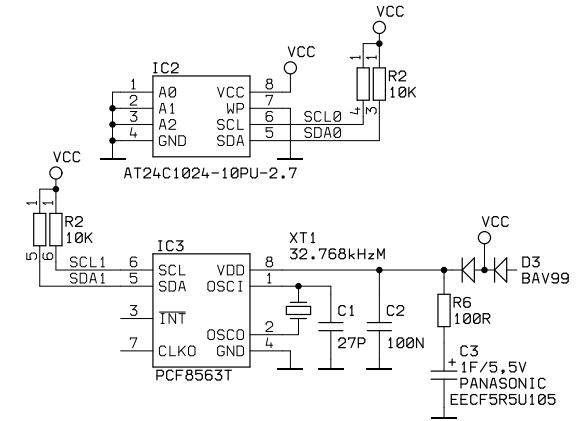 VCC
VCC
IC2
1 1
R2
10K
1 A0 VCC 8
2 A1 WP 7
3 A2 SCL 6 SCL0 4
4 GND SDA 5 SDA0 3
AT24C1024-10PU-2.7
VCC
1 1
R2
10K
5 6
SCL1
SDA1
IC3
XT1
32.768kHzM
VCC
D3
BAV99
6 SCL VDD 8
5 SDA OSCI 1
3 INT
OSCO 2
7 CLKO GND 4
PCF8563T
C1
27P
C2
100N
R6
100R
C3
+
1F/5,5V
PANASONIC
EECF5R5U105